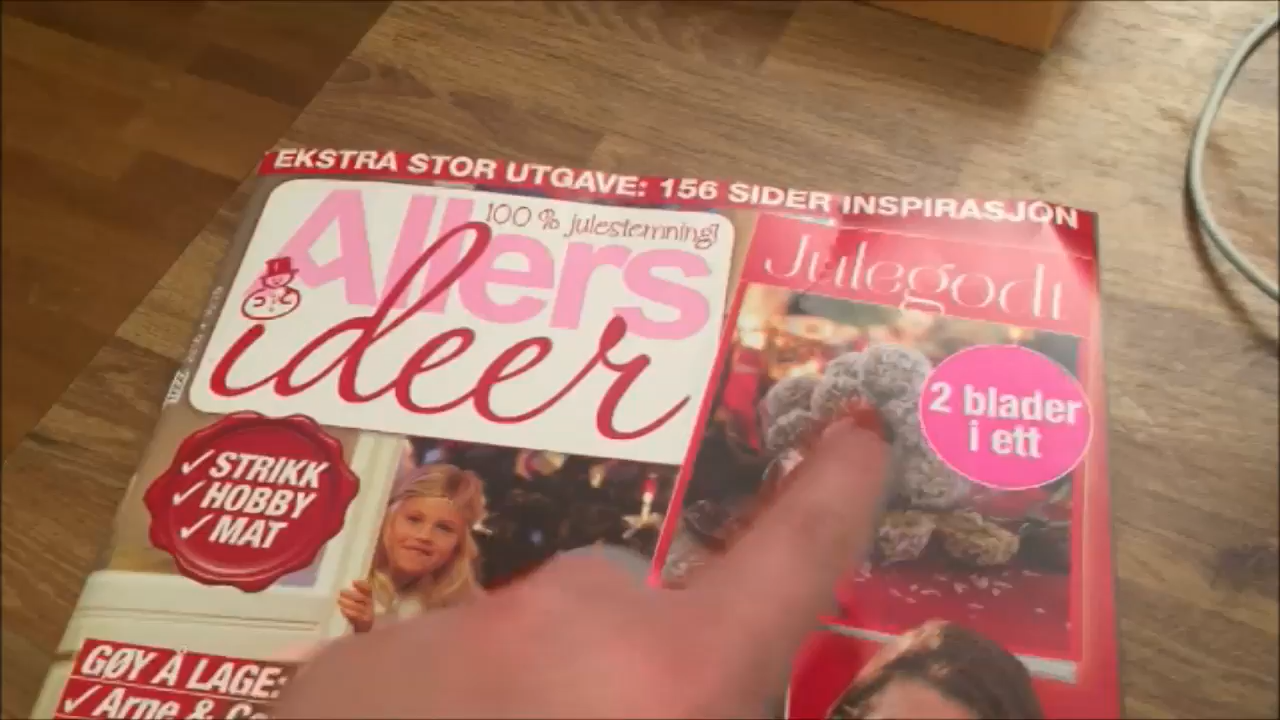 EKSTRA STOR UTGAVE: 156 SIDER INSPIRASJON
100 % julestemning!
Allers
ideer
Julegodt
2 blader
i ett
✓ STRIKK
✓ HOBBY
✓ MAT
GØY Å LAGE:
✓ Arne &